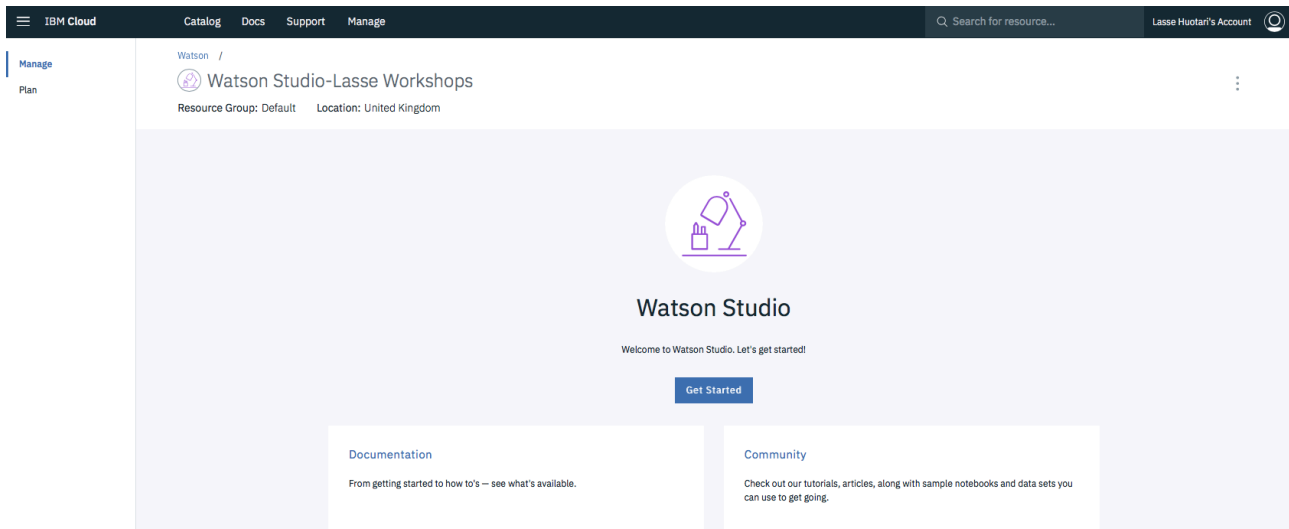 IBM Cloud Catalog Docs Support Manage Search for resource... Lasse Huotari's Account
Manage
Plan
Watson /
Watson Studio-Lasse Workshops
Resource Group: Default Location: United Kingdom
Watson Studio
Welcome to Watson Studio. Let's get started!
Get Started
Documentation
From getting started to how to's — see what's available.
Community
Check out our tutorials, articles, along with sample notebooks and data sets you
can use to get going.